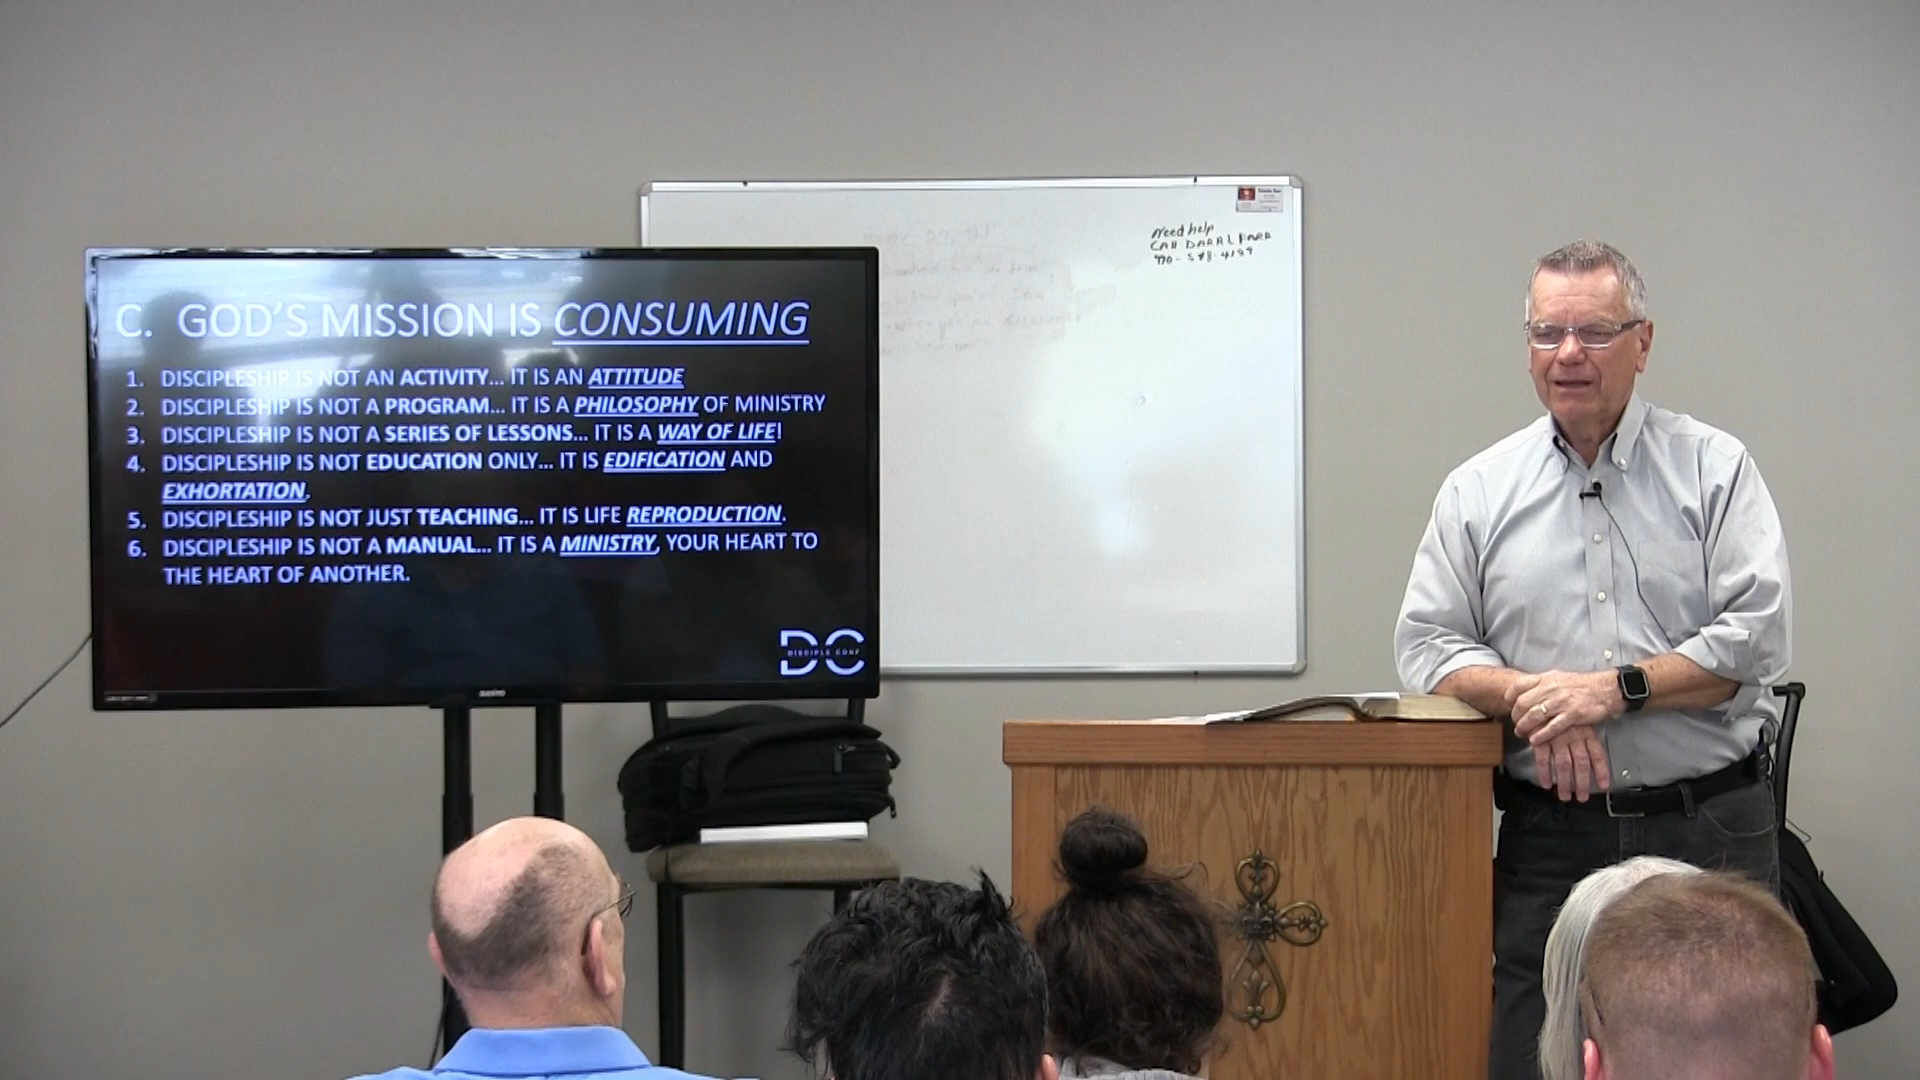 C. GOD'S MISSION IS CONSUMING
1. DISCIPLESHIP IS NOT AN ACTIVITY... IT IS AN ATTITUDE
2. DISCIPLESHIP IS NOT A PROGRAM... IT IS A PHILOSOPHY OF MINISTRY
3. DISCIPLESHIP IS NOT A SERIES OF LESSONS... IT IS A WAY OF LIFE!
4. DISCIPLESHIP IS NOT EDUCATION ONLY... IT IS EDIFICATION AND
EXHORTATION.
5. DISCIPLESHIP IS NOT JUST TEACHING... IT IS LIFE REPRODUCTION.
6. DISCIPLESHIP IS NOT A MANUAL... IT IS A MINISTRY, YOUR HEART TO
THE HEART OF ANOTHER.
DC
DISCIPLE CONF
SANYO
Need help
CAll DARAL